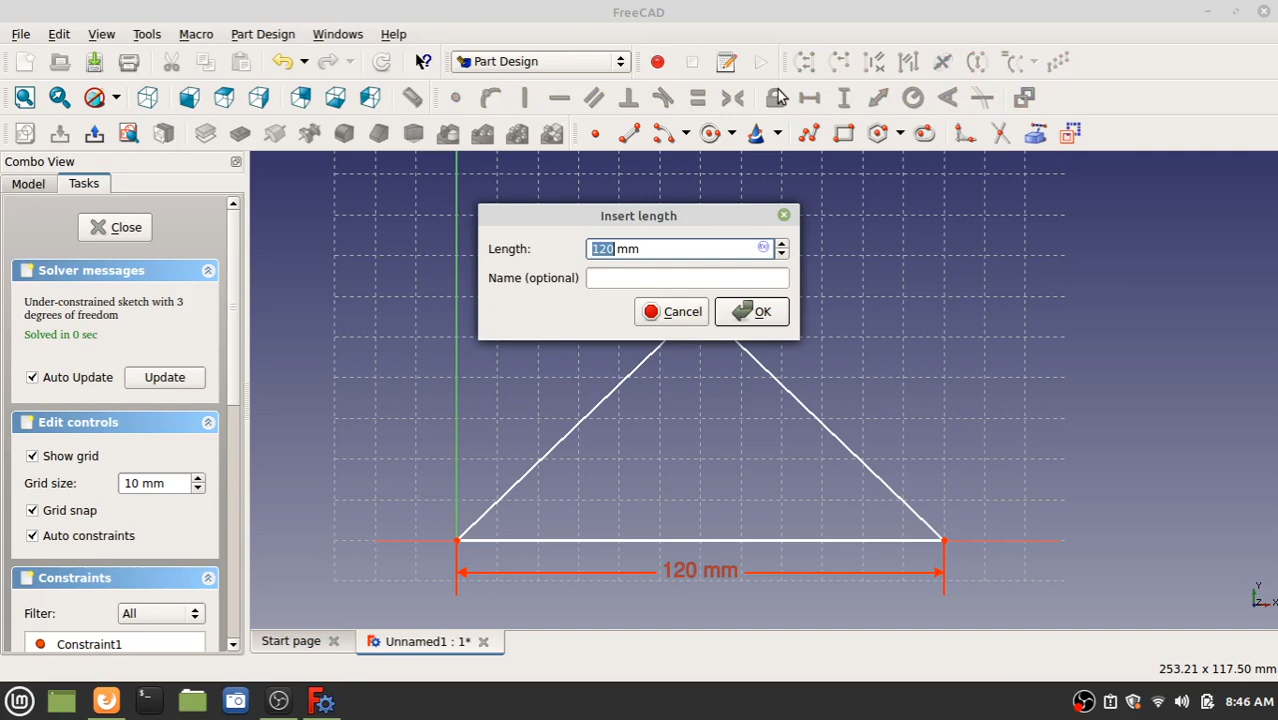 FreeCAD
File Edit View Tools Macro Part Design Windows Help
Part Design
Combo View
Model Tasks
Close
Solver messages
Under-constrained sketch with 3
degrees of freedom
Solved in 0 sec
Auto Update Update
Edit controls
Show grid
Grid size: 10 mm
Grid snap
Auto constraints
Constraints
Filter: All
Constraint1
Insert length
Length: 120 mm
Name (optional)
Cancel OK
120 mm
Y
Z X
Start page Unnamed1 : 1*
253.21 x 117.50 mm
8:46 AM